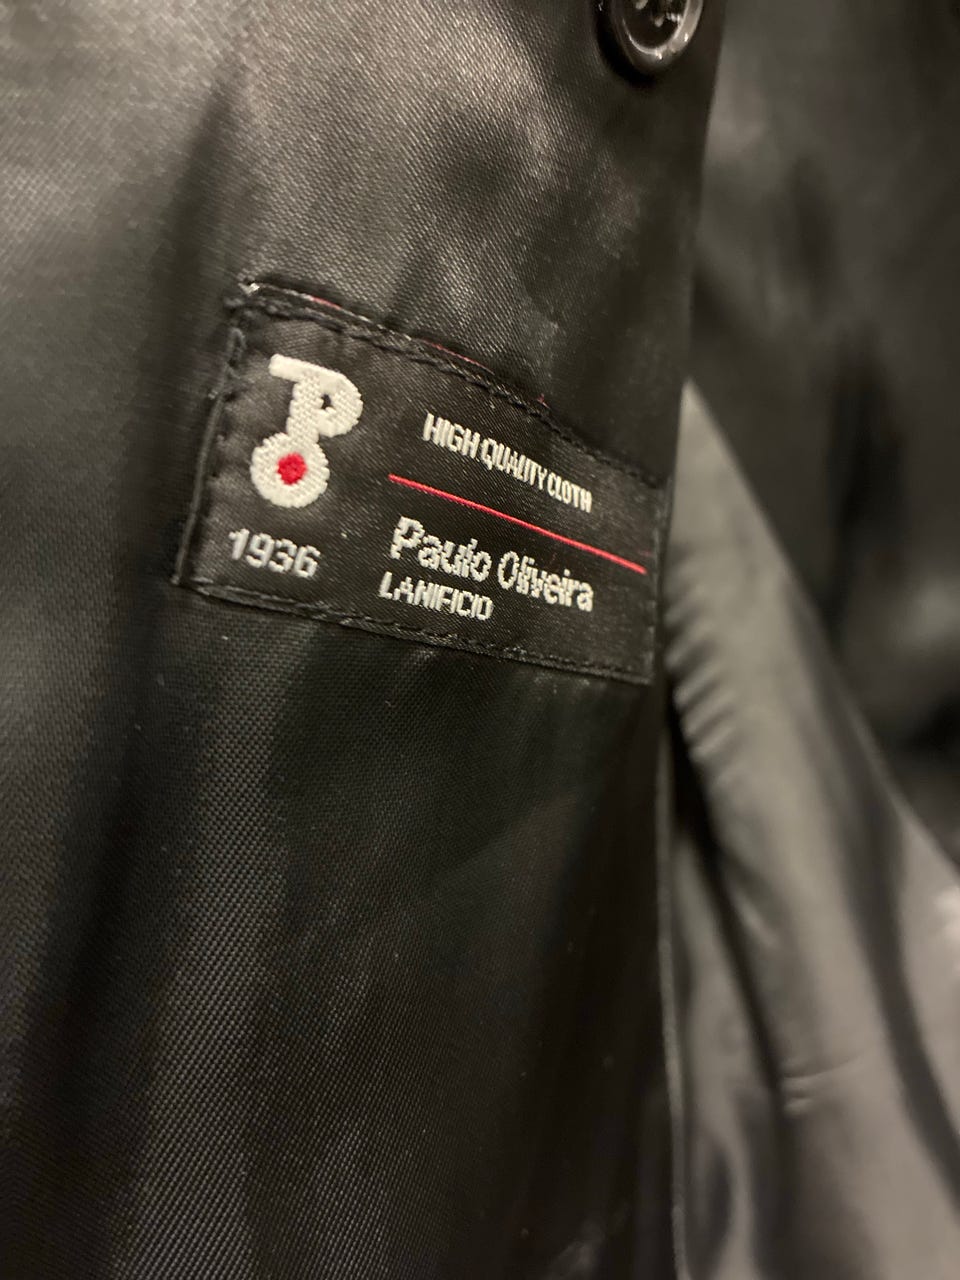 P
1936
HIGH QUALITY CLOTH
Paulo Oliveira
LANIFICIO